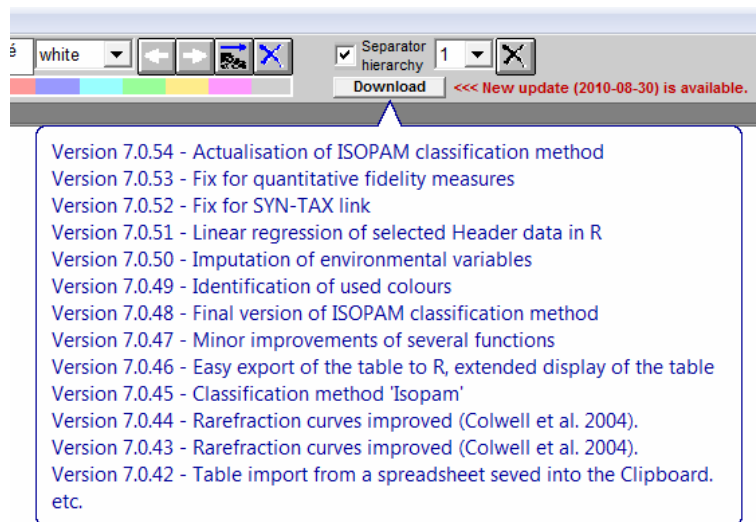 é white Separator 1
hierarchy
Download <<< New update (2010-08-30) is available.
Version 7.0.54 - Actualisation of ISOPAM classification method
Version 7.0.53 - Fix for quantitative fidelity measures
Version 7.0.52 - Fix for SYN-TAX link
Version 7.0.51 - Linear regression of selected Header data in R
Version 7.0.50 - Imputation of environmental variables
Version 7.0.49 - Identification of used colours
Version 7.0.48 - Final version of ISOPAM classification method
Version 7.0.47 - Minor improvements of several functions
Version 7.0.46 - Easy export of the table to R, extended display of the table
Version 7.0.45 - Classification method 'Isopam'
Version 7.0.44 - Rarefraction curves improved (Colwell et al. 2004).
Version 7.0.43 - Rarefraction curves improved (Colwell et al. 2004).
Version 7.0.42 - Table import from a spreadsheet seved into the Clipboard.
etc.